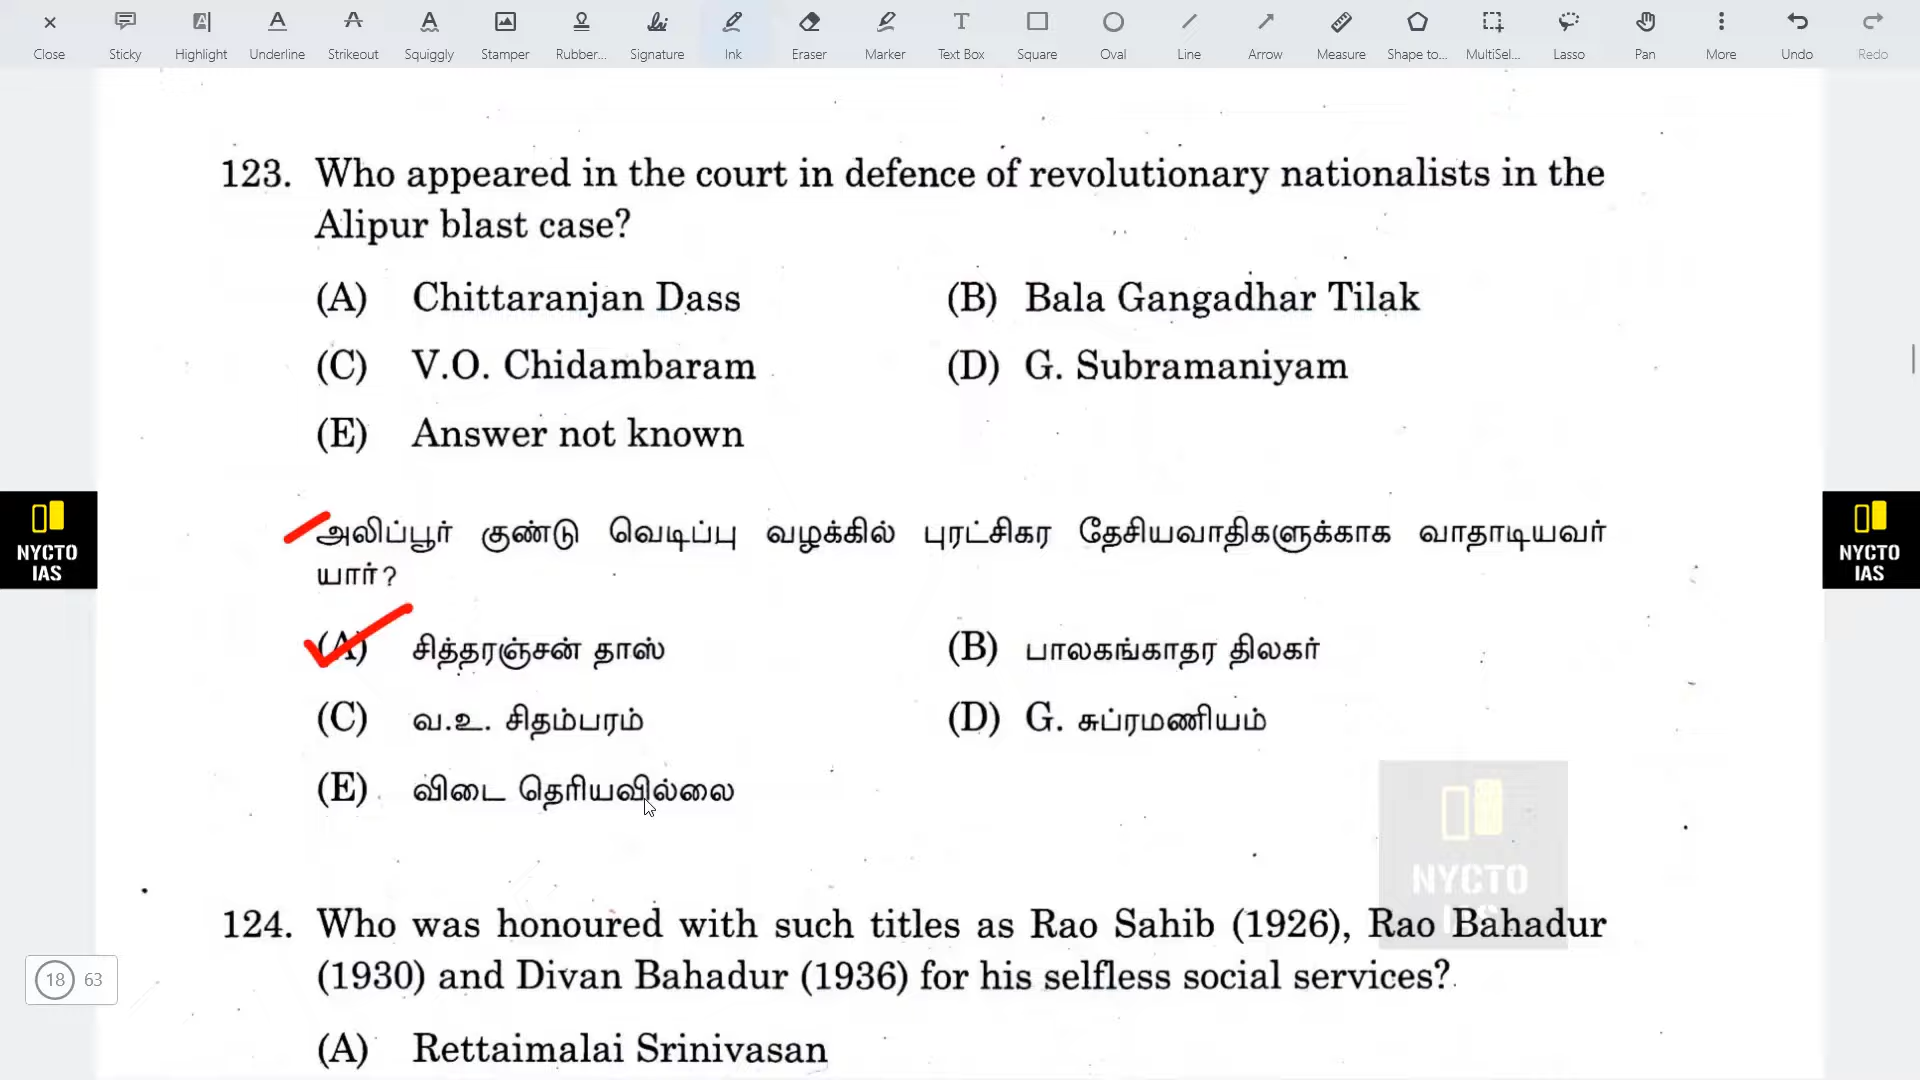 Close Sticky Highlight Underline Strikeout Squiggly Stamper Rubber... Signature Ink Eraser Marker Text Box Square Oval Line Arrow Measure Shape to... MultiSel... Lasso Pan More Undo Redo
123. Who appeared in the court in defence of revolutionary nationalists in the
Alipur blast case?
(A) Chittaranjan Dass (B) Bala Gangadhar Tilak
(C) V.O. Chidambaram (D) G. Subramaniyam
(E) Answer not known
அலிப்பூர் குண்டு வெடிப்பு வழக்கில் புரட்சிகர தேசியவாதிகளுக்காக வாதாடியவர்
யார்?
(A) சித்தரஞ்சன் தாஸ் (B) பாலகங்காதர திலகர்
(C) வ.உ. சிதம்பரம் (D) G. சுப்ரமணியம்
(E) விடை தெரியவில்லை
124. Who was honoured with such titles as Rao Sahib (1926), Rao Bahadur
(1930) and Divan Bahadur (1936) for his selfless social services?
(A) Rettaimalai Srinivasan
18 63
NYCTO
IAS
NYCTO
IAS
NYCTO
IAS